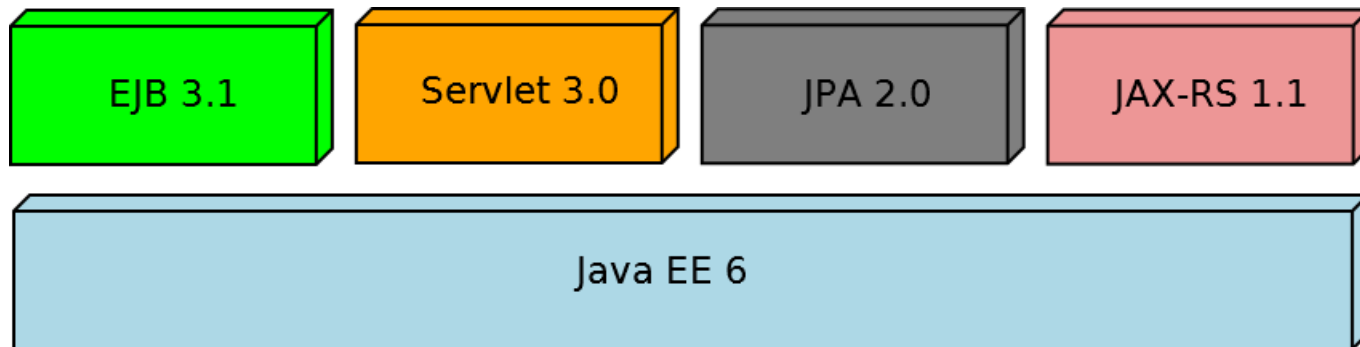 EJB 3.1
Servlet 3.0
JPA 2.0
JAX-RS 1.1
Java EE 6